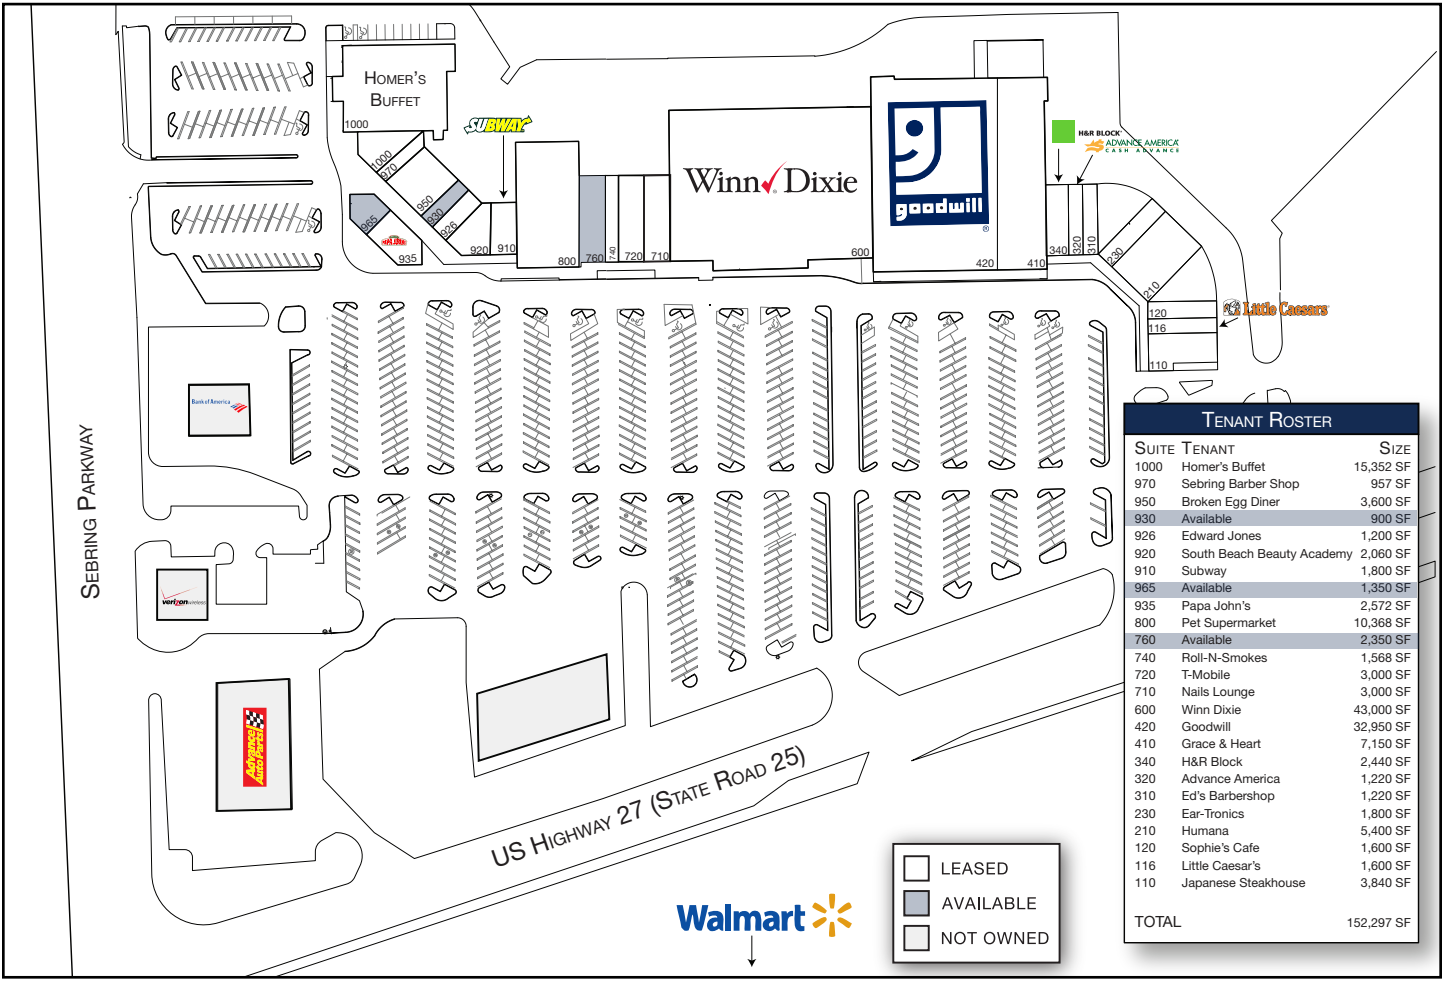 HOMER'S
BUFFET
1000
SUBWAY
1000
970
950
930
926
920
910
965
935
800
760
740
720
710
Winn Dixie
600
goodwill
®
420
410
H&R BLOCK
ADVANCE AMERICA
CASH ADVANCE
340
320
310
230
210
120
116
110
Little Caesars
Bank of America
verizon wireless
Advance
Auto Parts
SEBRING PARKWAY
US HIGHWAY 27 (STATE ROAD 25)
Walmart
LEASED
AVAILABLE
NOT OWNED
TENANT ROSTER
SUITE TENANT SIZE
1000 Homer's Buffet 15,352 SF
970 Sebring Barber Shop 957 SF
950 Broken Egg Diner 3,600 SF
930 Available 900 SF
926 Edward Jones 1,200 SF
920 South Beach Beauty Academy 2,060 SF
910 Subway 1,800 SF
965 Available 1,350 SF
935 Papa John's 2,572 SF
800 Pet Supermarket 10,368 SF
760 Available 2,350 SF
740 Roll-N-Smokes 1,568 SF
720 T-Mobile 3,000 SF
710 Nails Lounge 3,000 SF
600 Winn Dixie 43,000 SF
420 Goodwill 32,950 SF
410 Grace & Heart 7,150 SF
340 H&R Block 2,440 SF
320 Advance America 1,220 SF
310 Ed's Barbershop 1,220 SF
230 Ear-Tronics 1,800 SF
210 Humana 5,400 SF
120 Sophie's Cafe 1,600 SF
116 Little Caesar's 1,600 SF
110 Japanese Steakhouse 3,840 SF
TOTAL 152,297 SF